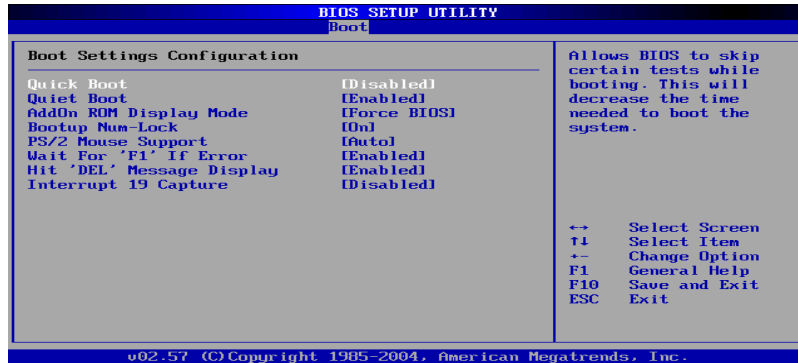 BIOS SETUP UTILITY
Boot
Boot Settings Configuration
Quick Boot [Disabled]
Quiet Boot [Enabled]
AddOn ROM Display Mode [Force BIOS]
Bootup Num-Lock [On]
PS/2 Mouse Support [Auto]
Wait For 'F1' If Error [Enabled]
Hit 'DEL' Message Display [Enabled]
Interrupt 19 Capture [Disabled]
Allows BIOS to skip
certain tests while
booting. This will
decrease the time
needed to boot the
system.
↔ Select Screen
↑↓ Select Item
+- Change Option
F1 General Help
F10 Save and Exit
ESC Exit
v02.57 (C)Copyright 1985-2004, American Megatrends, Inc.